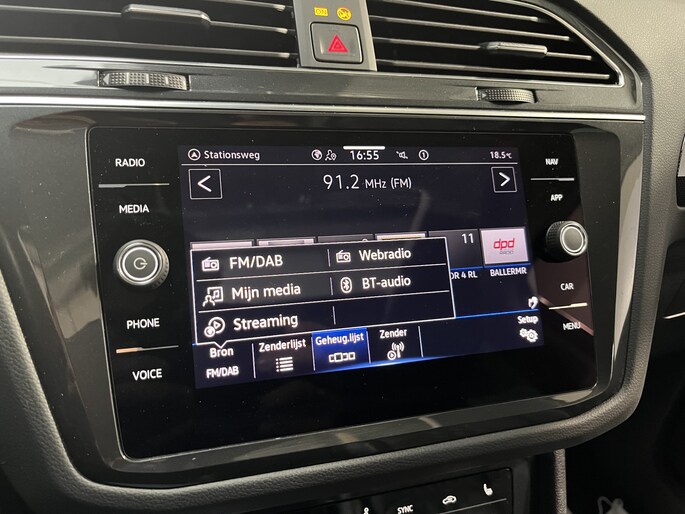 Stationsweg 16:55 18.5°C
RADIO
NAV
91.2 MHz (FM)
MEDIA
APP
11
dpd
FM/DAB Webradio
Mijn media BT-audio
4 RL BALLERMR
CAR
Streaming
PHONE
MENU
Setup
Bron Zenderlijst Geheug.lijst Zender
FM/DAB
VOICE
SYNC